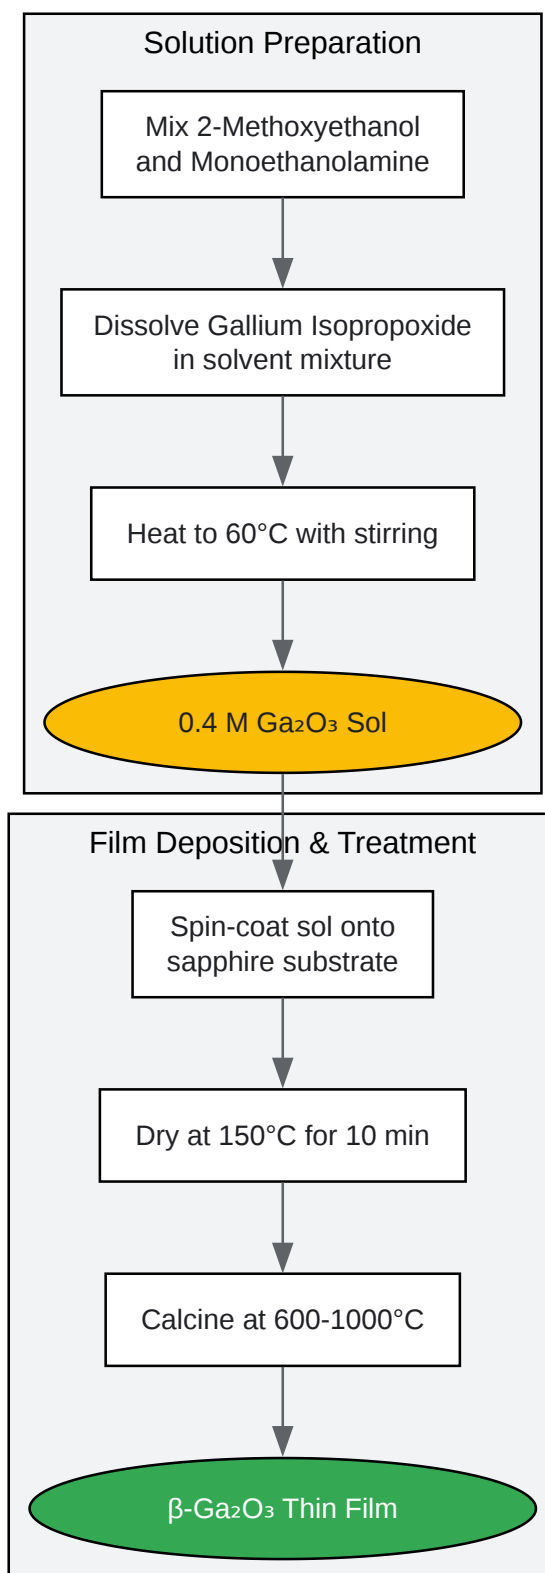 Solution Preparation
Mix 2-Methoxyethanol
and Monoethanolamine
Dissolve Gallium Isopropoxide
in solvent mixture
Heat to 60°C with stirring
0.4 M Ga₂O₃ Sol
Film Deposition & Treatment
Spin-coat sol onto
sapphire substrate
Dry at 150°C for 10 min
Calcine at 600-1000°C
β-Ga₂O₃ Thin Film